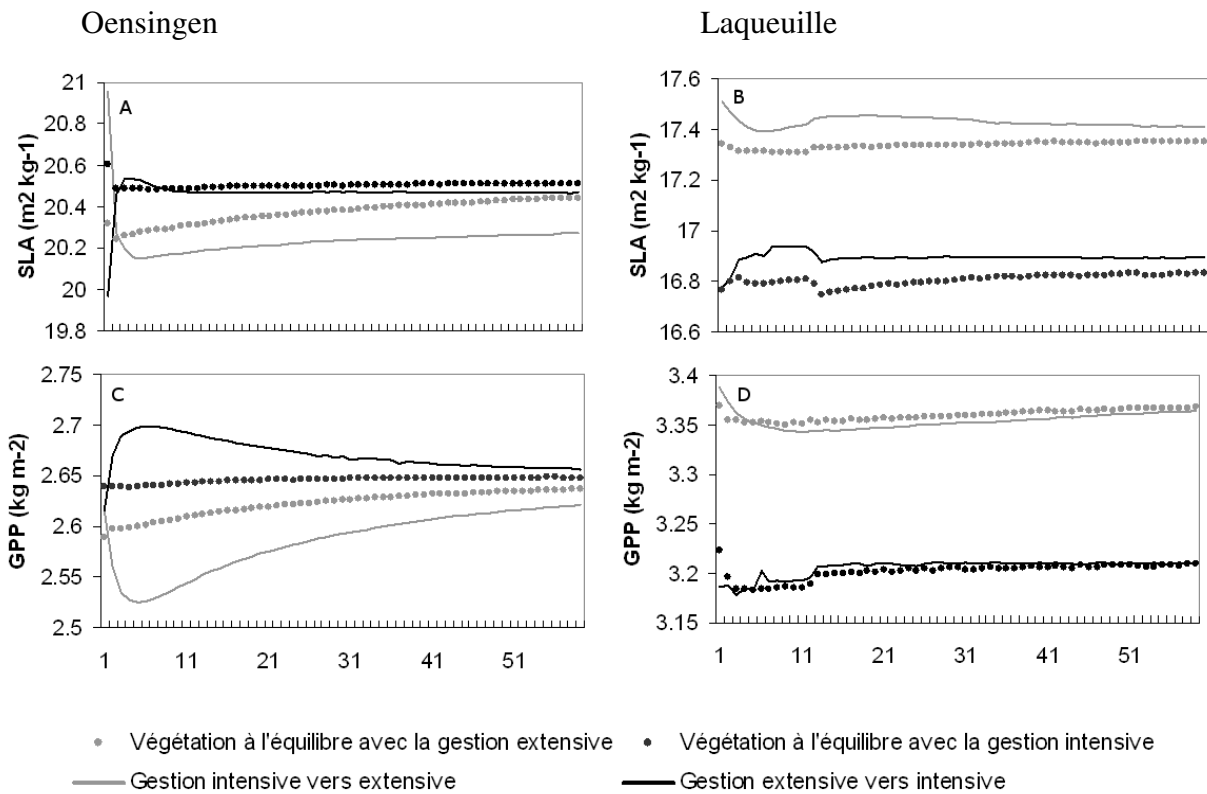 Oensingen
Laqueuille
A
SLA (m2 kg-1)
21
20.8
20.6
20.4
20.2
20
19.8
B
SLA (m2 kg-1)
17.6
17.4
17.2
17
16.8
16.6
C
GPP (kg m-2)
2.75
2.7
2.65
2.6
2.55
2.5
1 11 21 31 41 51
D
GPP (kg m-2)
3.4
3.35
3.3
3.25
3.2
3.15
1 11 21 31 41 51
Végétation à l'équilibre avec la gestion extensive
Végétation à l'équilibre avec la gestion intensive
Gestion intensive vers extensive
Gestion extensive vers intensive